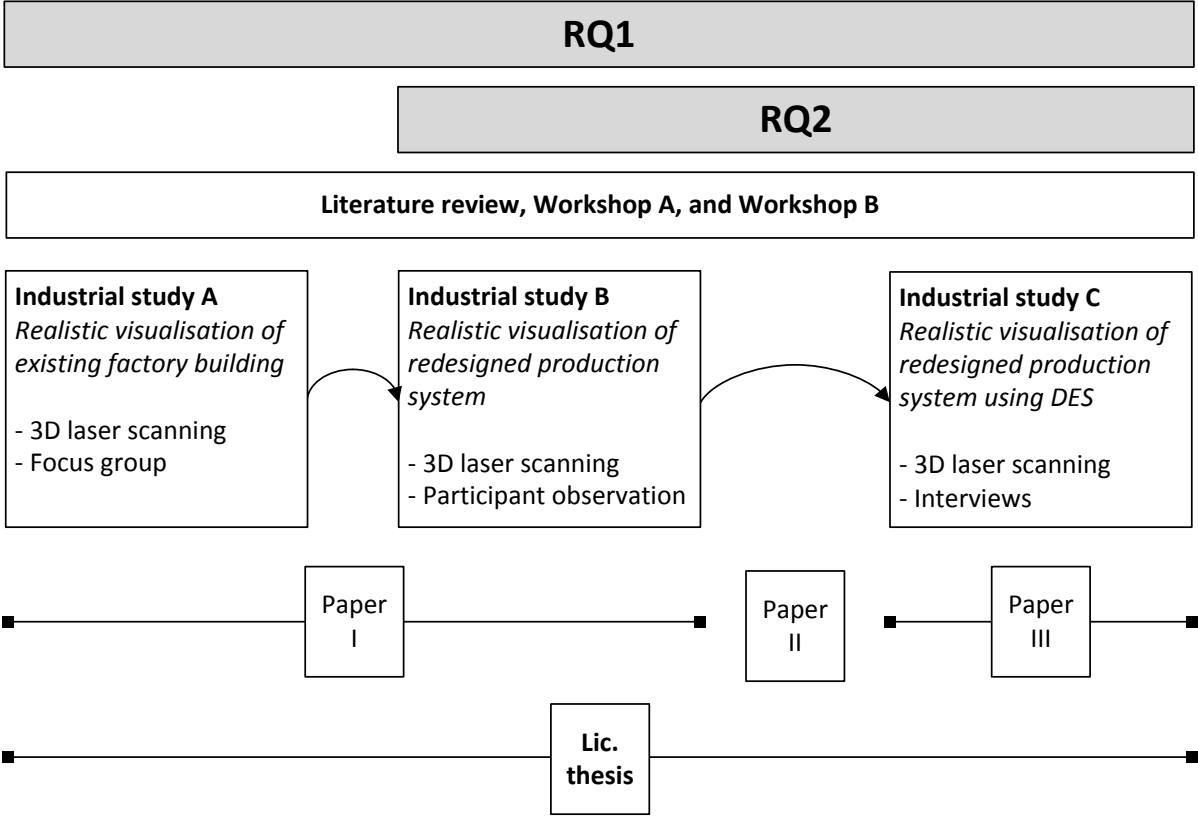 RQ1
RQ2
Literature review, Workshop A, and Workshop B
Industrial study A
Realistic visualisation of
existing factory building
- 3D laser scanning
- Focus group
Industrial study B
Realistic visualisation of
redesigned production
system
- 3D laser scanning
- Participant observation
Industrial study C
Realistic visualisation of
redesigned production
system using DES
- 3D laser scanning
- Interviews
Paper
I
Paper
II
Paper
III
Lic.
thesis